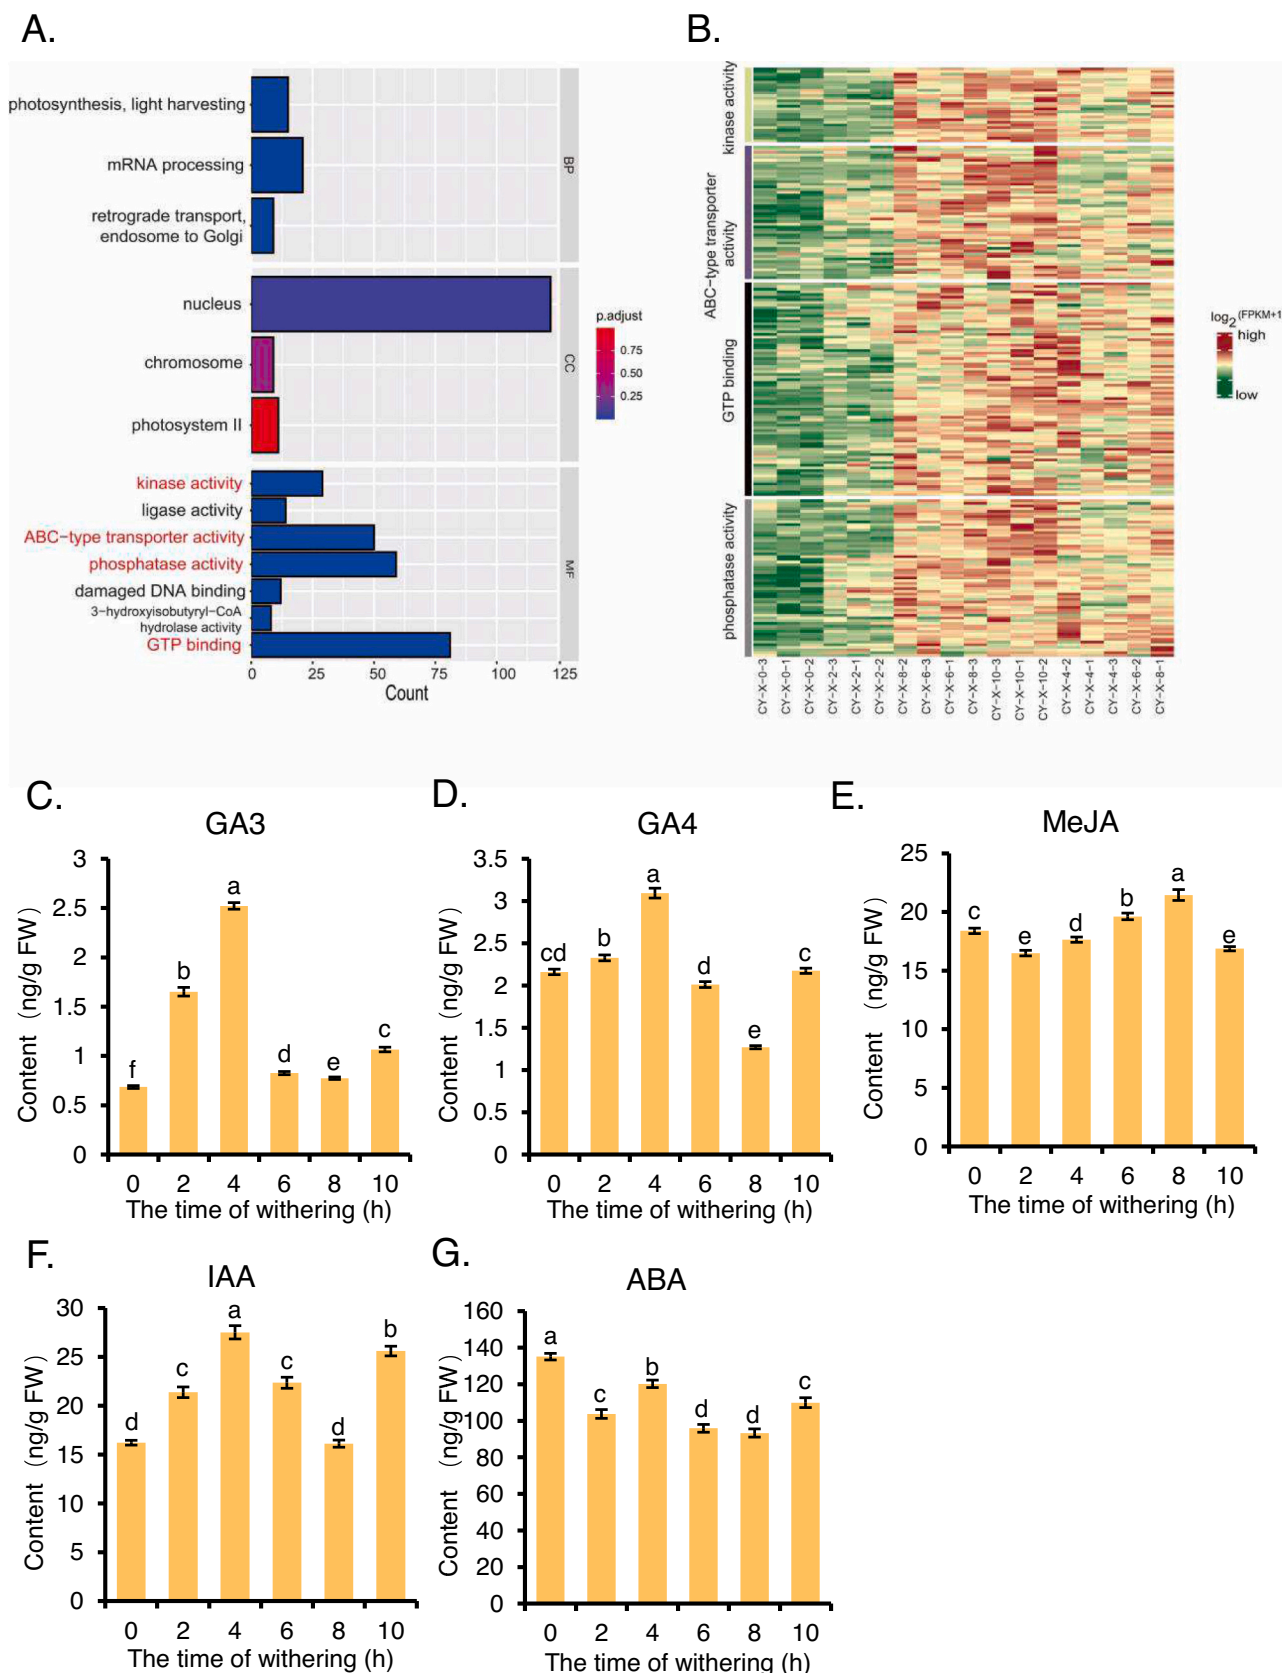 A.
photosynthesis, light harvesting
mRNA processing
retrograde transport,
endosome to Golgi
BP
nucleus
chromosome
photosystem II
CC
kinase activity
ligase activity
ABC−type transporter activity
phosphatase activity
damaged DNA binding
3−hydroxyisobutyryl−CoA
hydrolase activity
GTP binding
MF
0 25 50 75 100 125
Count
p.adjust
0.75
0.50
0.25
B.
kinase activity
ABC-type transporter
activity
GTP binding
phosphatase activity
CY−X−0−3
CY−X−0−1
CY−X−0−2
CY−X−2−3
CY−X−2−1
CY−X−2−2
CY−X−8−2
CY−X−6−3
CY−X−6−1
CY−X−8−3
CY−X−10−3
CY−X−10−1
CY−X−10−2
CY−X−4−2
CY−X−4−1
CY−X−4−3
CY−X−6−2
CY−X−8−1
log2 (FPKM+1
high
low
C.
GA3
Content (ng/g FW)
3
2.5
2
1.5
1
0.5
0
f b a d e c
0 2 4 6 8 10
The time of withering (h)
D.
GA4
Content (ng/g FW)
3.5
3
2.5
2
1.5
1
0.5
0
cd b a d e c
0 2 4 6 8 10
The time of withering (h)
E.
MeJA
Content (ng/g FW)
25
20
15
10
5
0
c e d b a e
0 2 4 6 8 10
The time of withering (h)
F.
IAA
Content (ng/g FW)
30
25
20
15
10
5
0
d c a c d b
0 2 4 6 8 10
The time of withering (h)
G.
ABA
Content (ng/g FW)
160
140
120
100
80
60
40
20
0
a c b d d c
0 2 4 6 8 10
The time of withering (h)